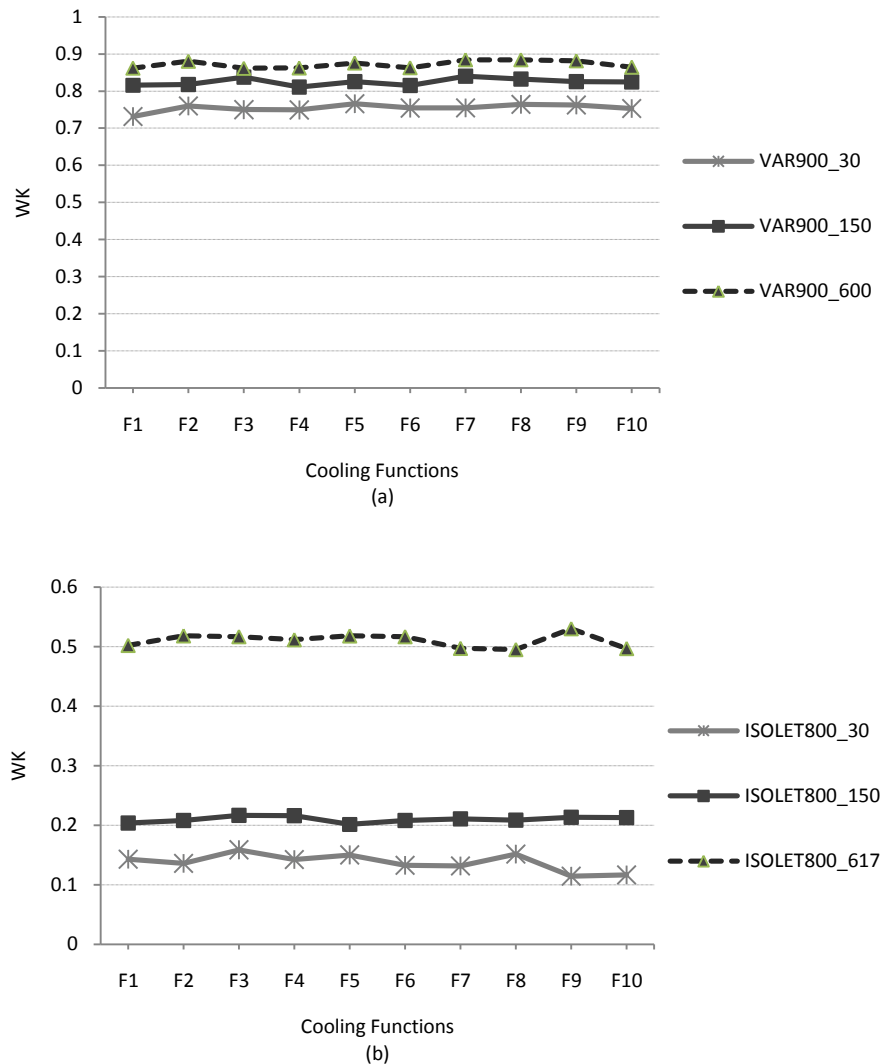 1
0.9
0.8
0.7
0.6
0.5
0.4
0.3
0.2
0.1
0
WK
F1 F2 F3 F4 F5 F6 F7 F8 F9 F10
Cooling Functions
(a)
VAR900_30
VAR900_150
VAR900_600
0.6
0.5
0.4
0.3
0.2
0.1
0
WK
F1 F2 F3 F4 F5 F6 F7 F8 F9 F10
Cooling Functions
(b)
ISOLET800_30
ISOLET800_150
ISOLET800_617